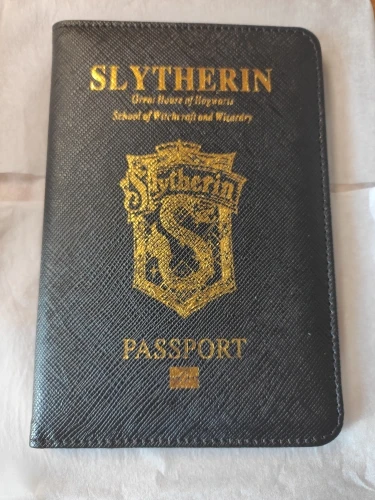 SLYTHERIN
Great House of Hogwarts
School of Witchcraft and Wizardry
Slytherin
PASSPORT